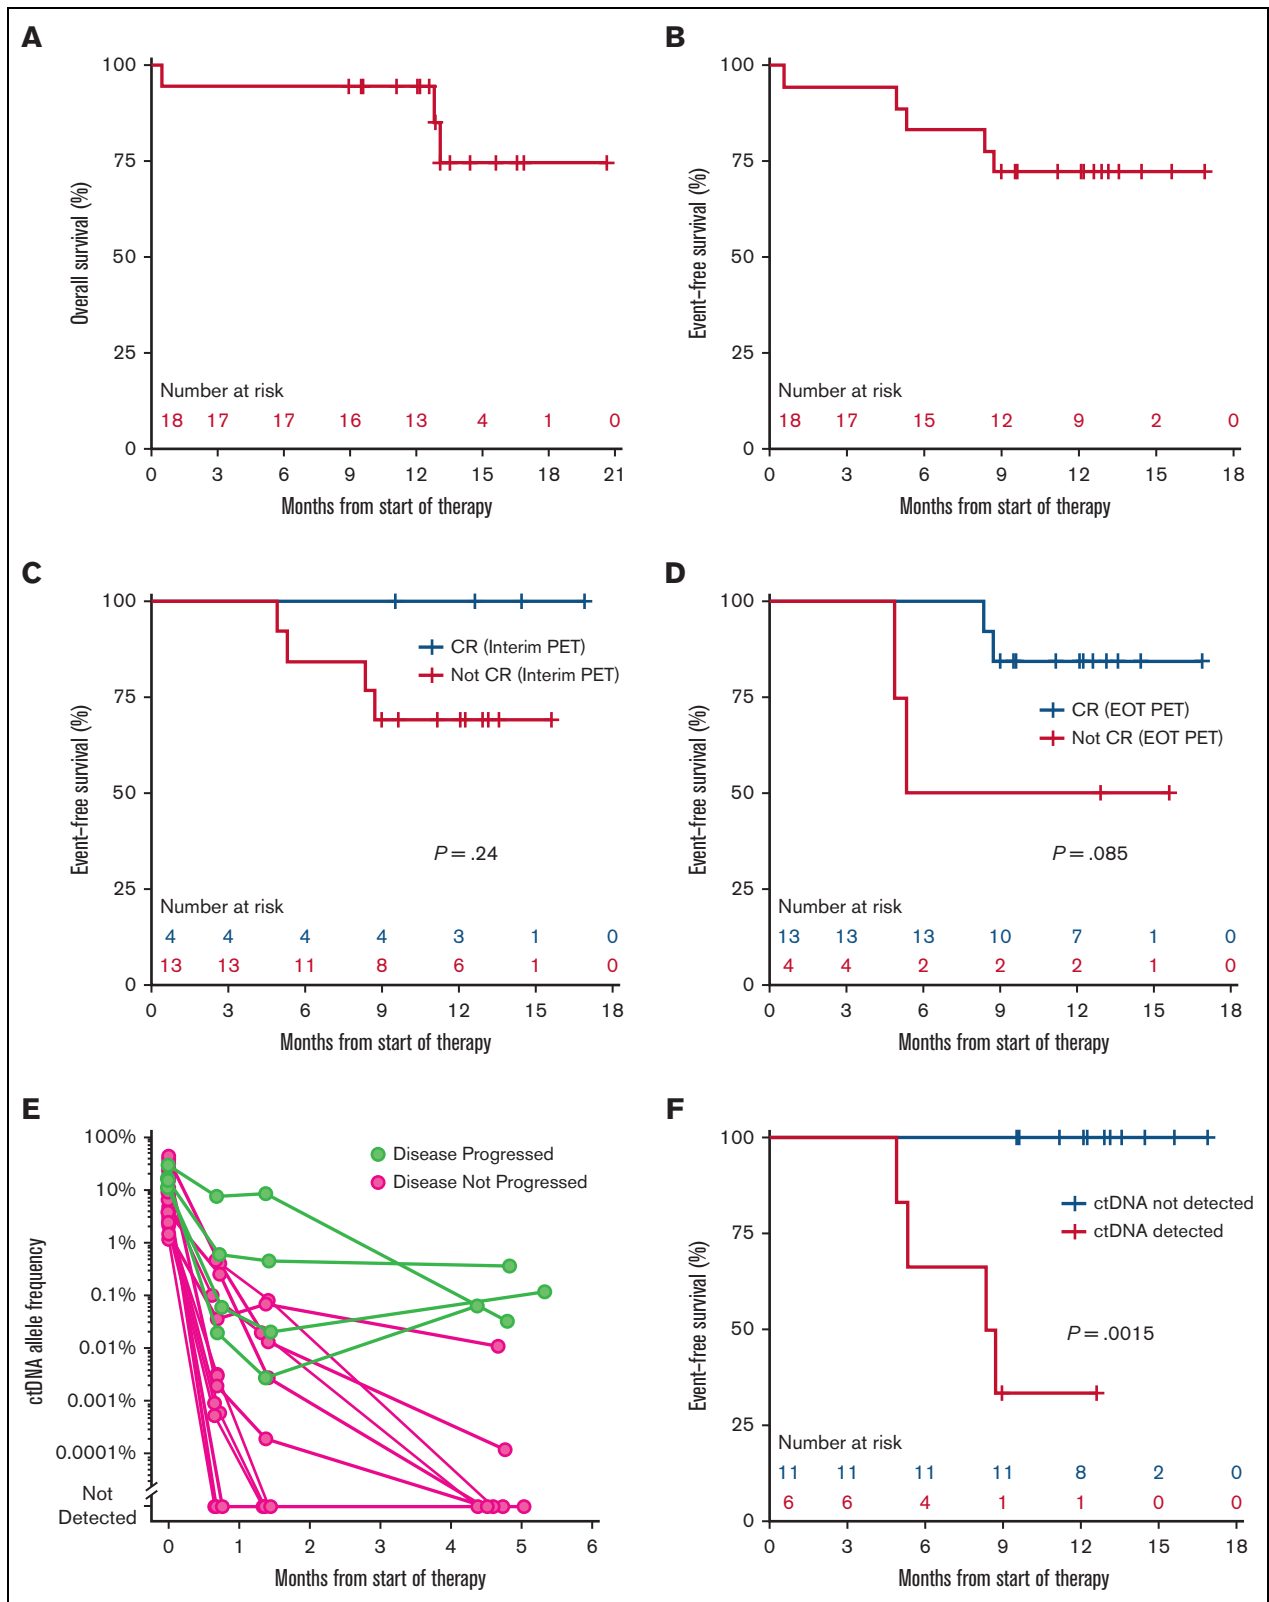 A
100
75
50
25
0
Overall survival (%)
Number at risk
18 17 17 16 13 4 1 0
0 3 6 9 12 15 18 21
Months from start of therapy
B
100
75
50
25
0
Event-free survival (%)
Number at risk
18 17 15 12 9 2 0
0 3 6 9 12 15 18
Months from start of therapy
C
100
75
50
25
0
Event-free survival (%)
CR (Interim PET)
Not CR (Interim PET)
P = .24
Number at risk
4 4 4 4 3 1 0
13 13 11 8 6 1 0
0 3 6 9 12 15 18
Months from start of therapy
D
100
75
50
25
0
Event-free survival (%)
CR (EOT PET)
Not CR (EOT PET)
P = .085
Number at risk
13 13 13 10 7 1 0
4 4 2 2 2 1 0
0 3 6 9 12 15 18
Months from start of therapy
E
100%
10%
1%
0.1%
0.01%
0.001%
0.0001%
Not
Detected
ctDNA allele frequency
Disease Progressed
Disease Not Progressed
0 1 2 3 4 5 6
Months from start of therapy
F
100
75
50
25
0
Event-free survival (%)
ctDNA not detected
ctDNA detected
P = .0015
Number at risk
11 11 11 11 8 2 0
6 6 4 1 1 0 0
0 3 6 9 12 15 18
Months from start of therapy